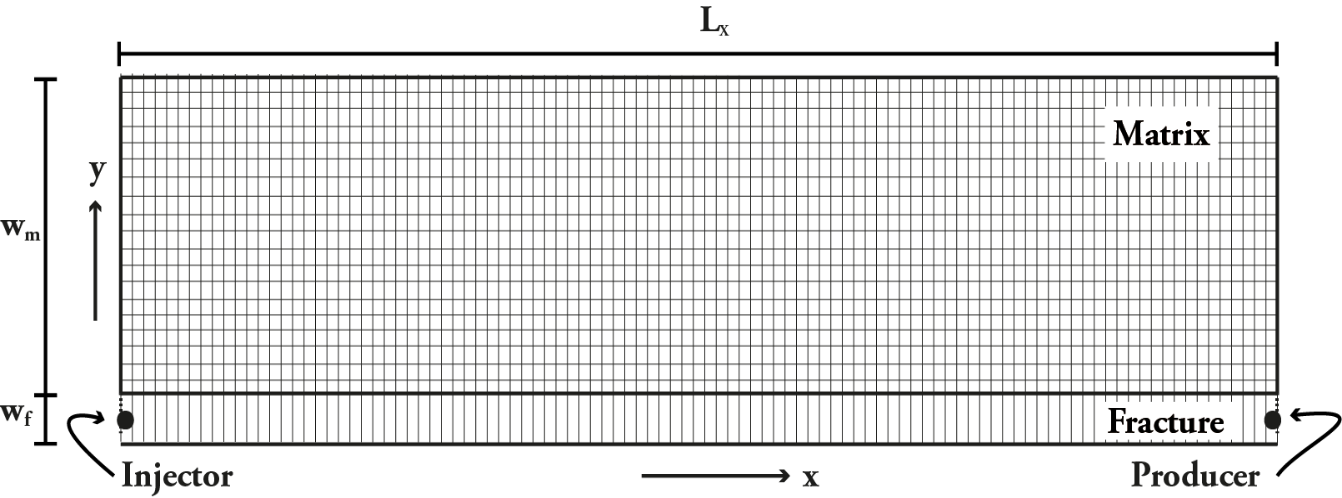 Lx
Matrix
y
wm
wf
Fracture
Injector
x
Producer